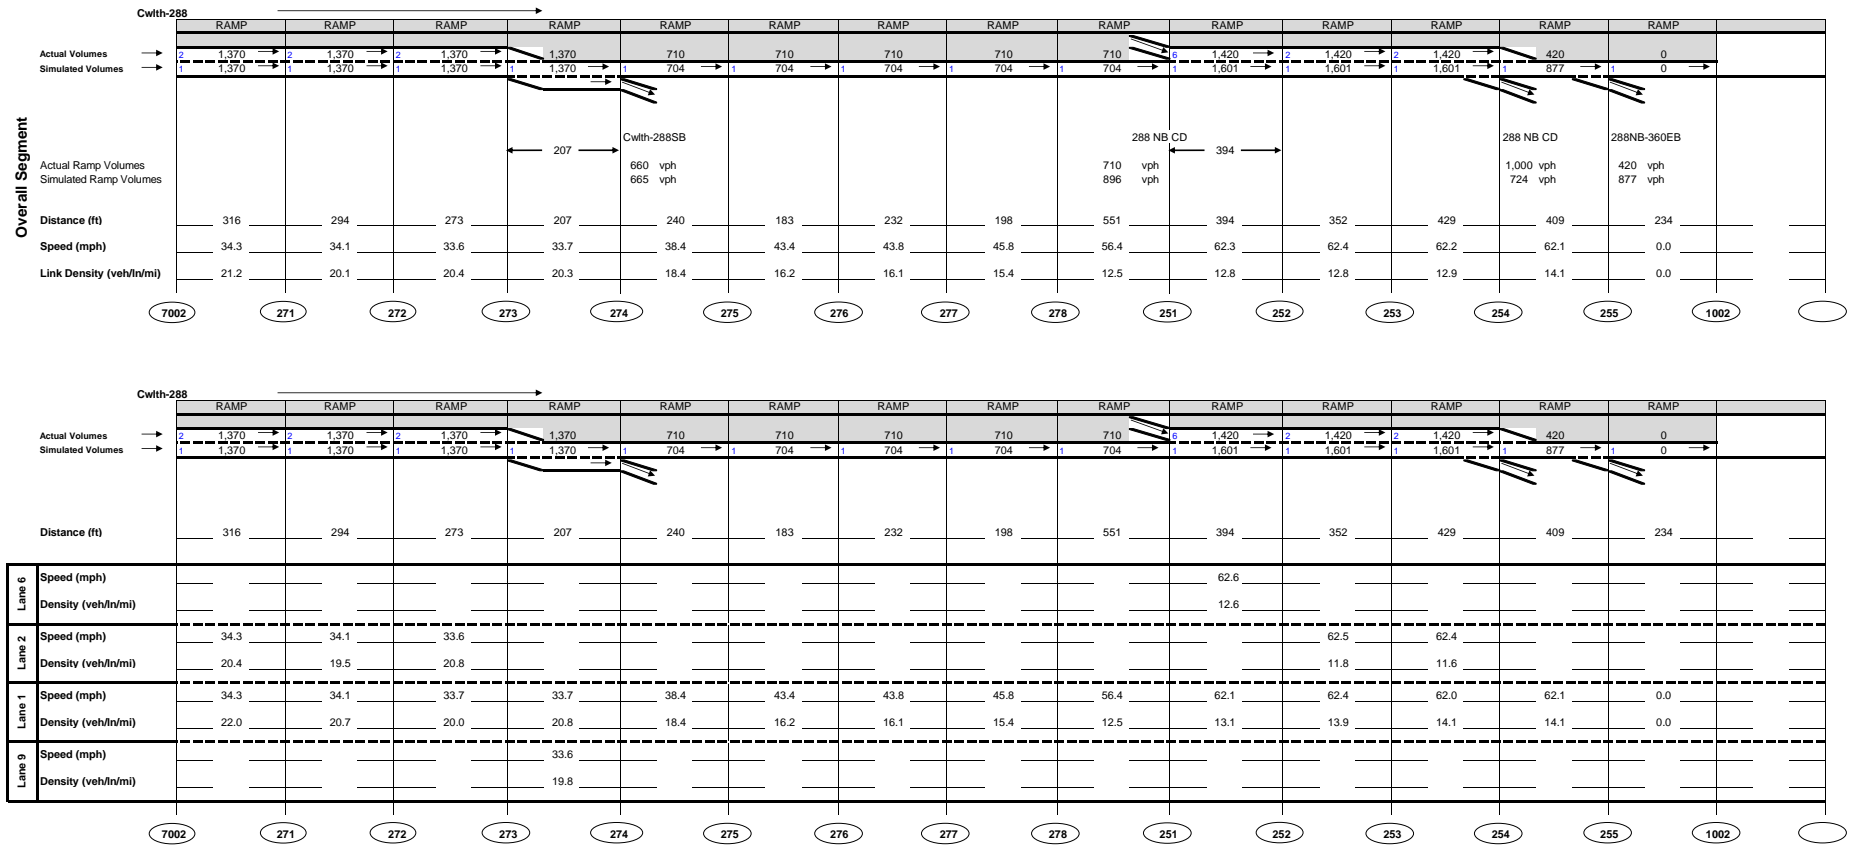 Cwlth-288
RAMP RAMP RAMP RAMP RAMP RAMP RAMP RAMP RAMP RAMP RAMP RAMP RAMP RAMP
Actual Volumes 2 1,370 2 1,370 2 1,370 1,370 710 710 710 710 710 6 1,420 2 1,420 2 1,420 420 0
Simulated Volumes 1 1,370 1 1,370 1 1,370 1 1,370 1 704 1 704 1 704 1 704 1 704 1 1,601 1 1,601 1 1,601 1 877 1 0
Overall Segment
Cwlth-288SB 288 NB CD 288 NB CD 288NB-360EB
207 394
Actual Ramp Volumes 660 vph 710 vph 1,000 vph 420 vph
Simulated Ramp Volumes 665 vph 896 vph 724 vph 877 vph
Distance (ft) 316 294 273 207 240 183 232 198 551 394 352 429 409 234
Speed (mph) 34.3 34.1 33.6 33.7 38.4 43.4 43.8 45.8 56.4 62.3 62.4 62.2 62.1 0.0
Link Density (veh/ln/mi) 21.2 20.1 20.4 20.3 18.4 16.2 16.1 15.4 12.5 12.8 12.8 12.9 14.1 0.0
7002 271 272 273 274 275 276 277 278 251 252 253 254 255 1002
Cwlth-288
RAMP RAMP RAMP RAMP RAMP RAMP RAMP RAMP RAMP RAMP RAMP RAMP RAMP RAMP
Actual Volumes 2 1,370 2 1,370 2 1,370 1,370 710 710 710 710 710 6 1,420 2 1,420 2 1,420 420 0
Simulated Volumes 1 1,370 1 1,370 1 1,370 1 1,370 1 704 1 704 1 704 1 704 1 704 1 1,601 1 1,601 1 1,601 1 877 1 0
Distance (ft) 316 294 273 207 240 183 232 198 551 394 352 429 409 234
Lane 6
Speed (mph) 62.6
Density (veh/ln/mi) 12.6
Lane 2
Speed (mph) 34.3 34.1 33.6 62.5 62.4
Density (veh/ln/mi) 20.4 19.5 20.8 11.8 11.6
Lane 1
Speed (mph) 34.3 34.1 33.7 33.7 38.4 43.4 43.8 45.8 56.4 62.1 62.4 62.0 62.1 0.0
Density (veh/ln/mi) 22.0 20.7 20.0 20.8 18.4 16.2 16.1 15.4 12.5 13.1 13.9 14.1 14.1 0.0
Lane 9
Speed (mph) 33.6
Density (veh/ln/mi) 19.8
7002 271 272 273 274 275 276 277 278 251 252 253 254 255 1002